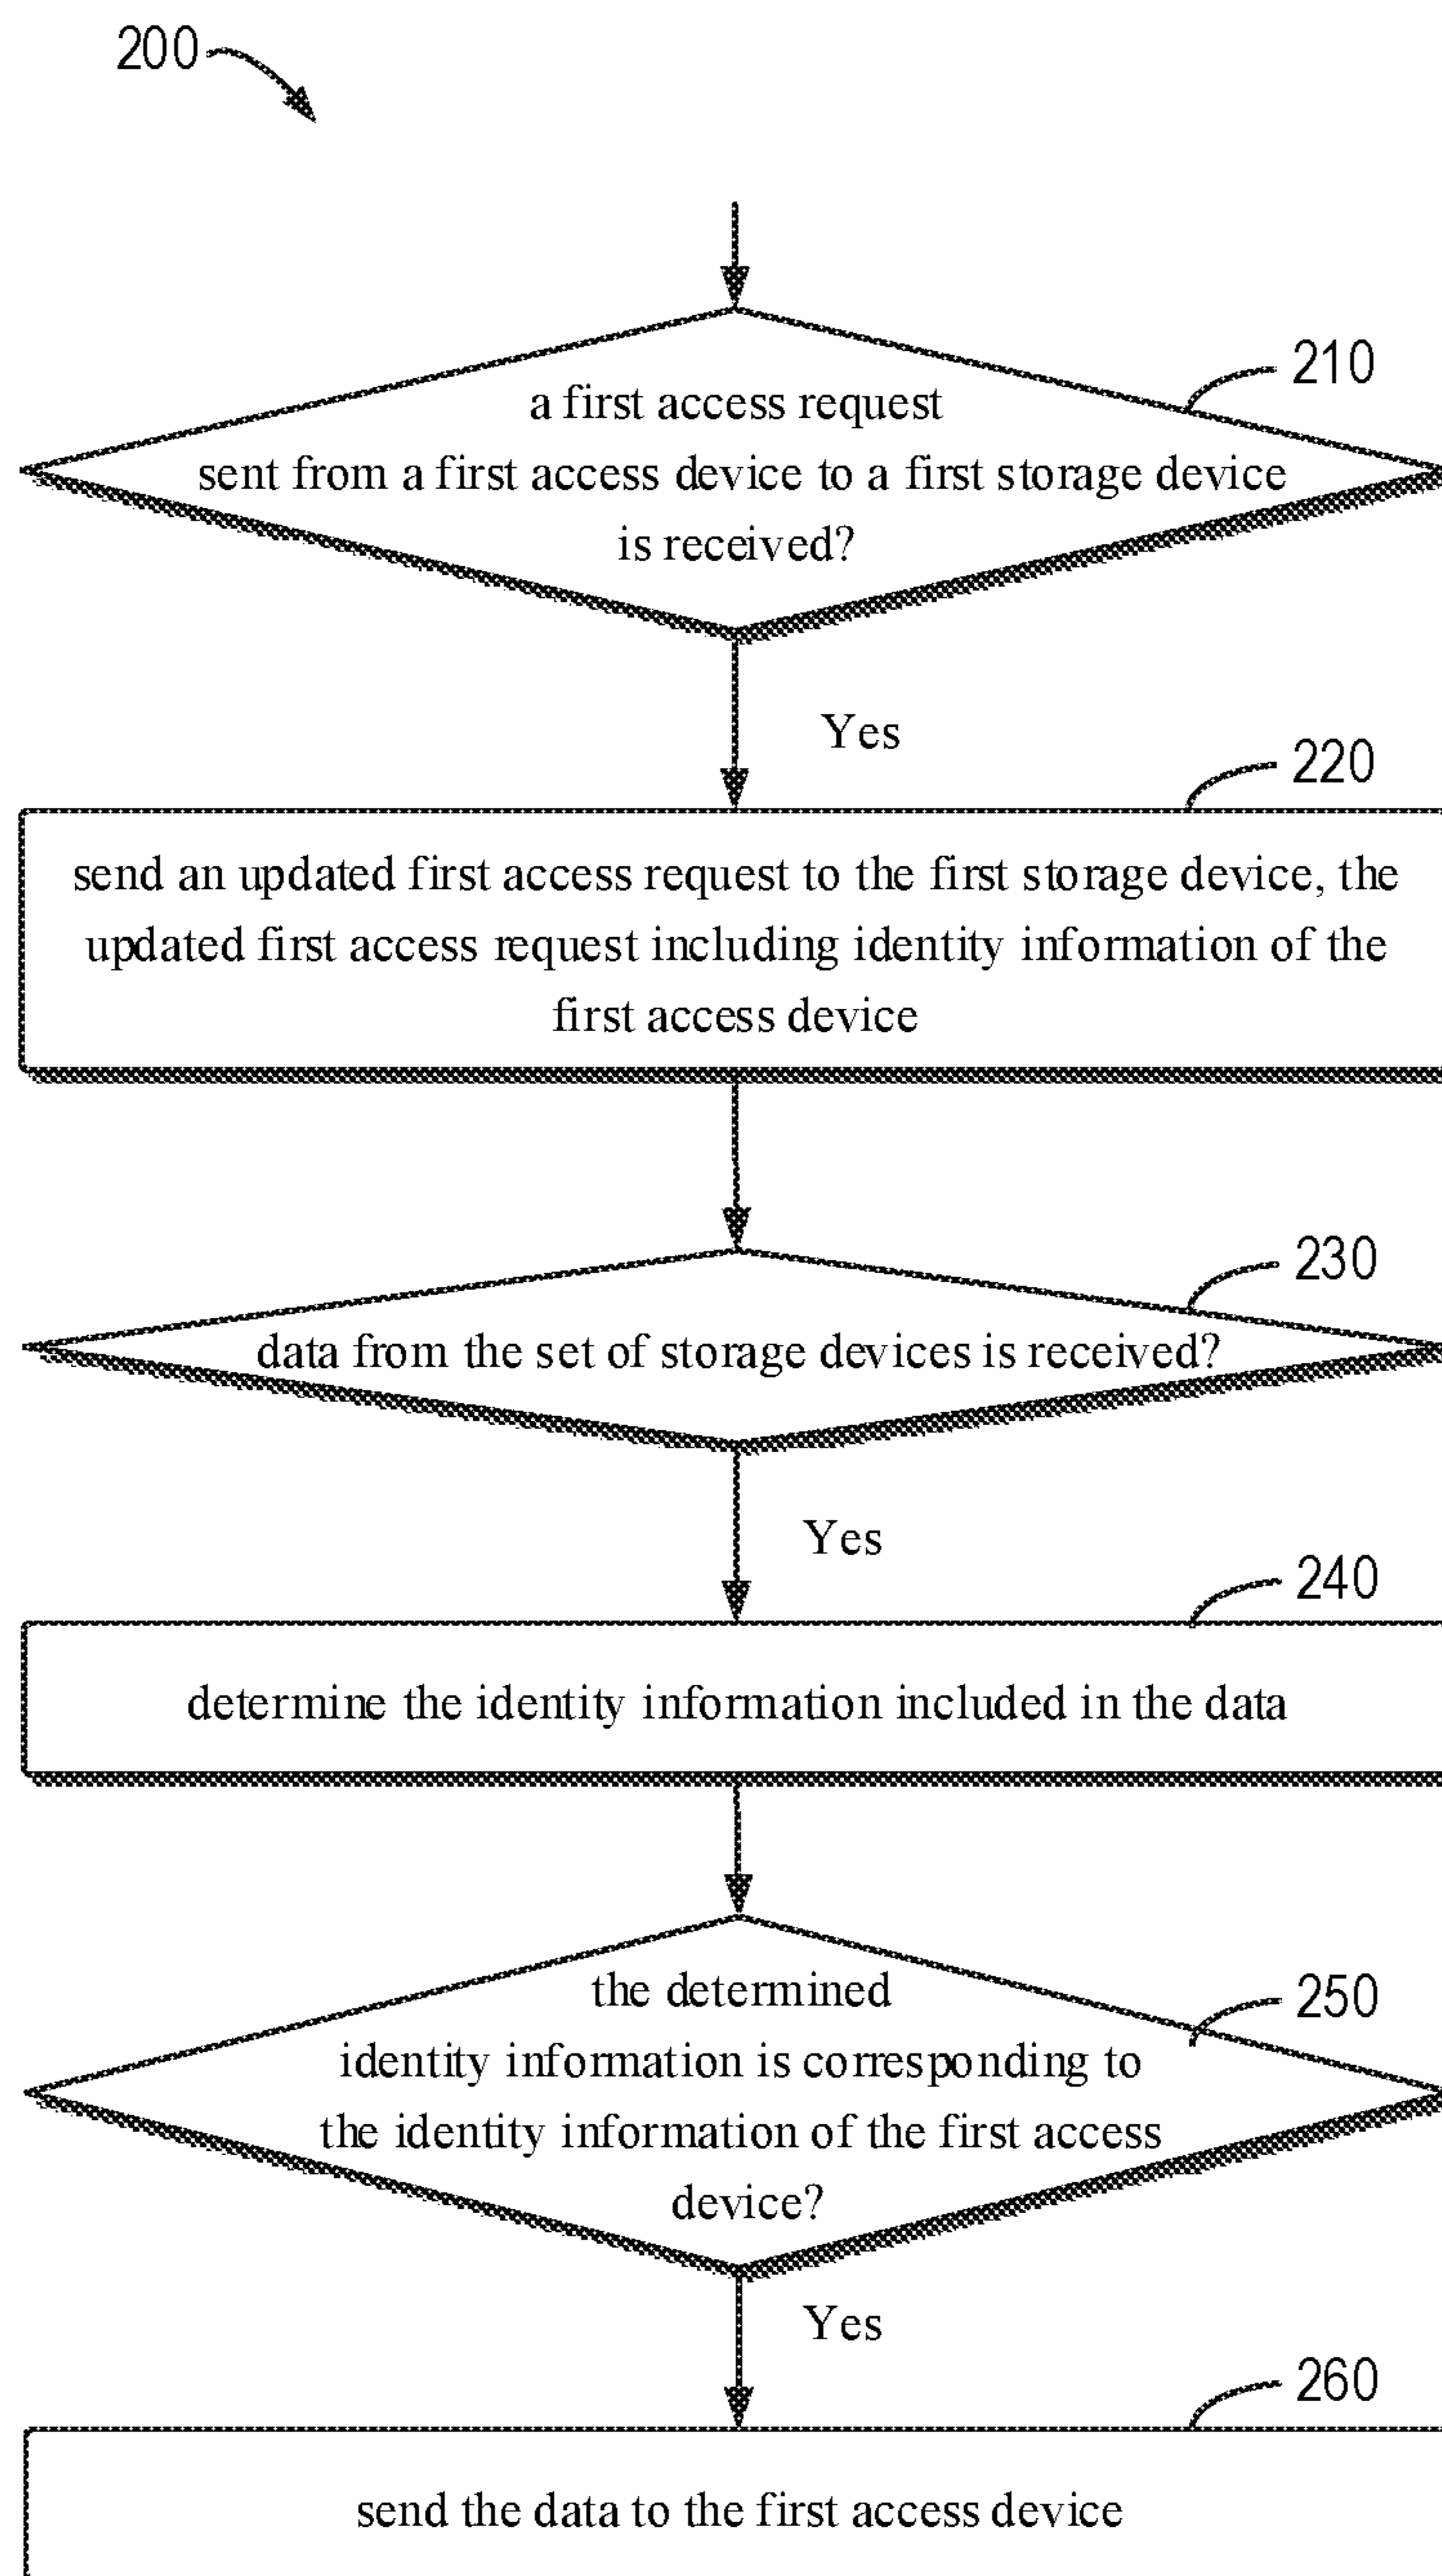 200
210
a first access request
sent from a first access device to a first storage device
is received?
Yes
220
send an updated first access request to the first storage device, the
updated first access request including identity information of the
first access device
230
data from the set of storage devices is received?
Yes
240
determine the identity information included in the data
250
the determined
identity information is corresponding to
the identity information of the first access
device?
Yes
260
send the data to the first access device